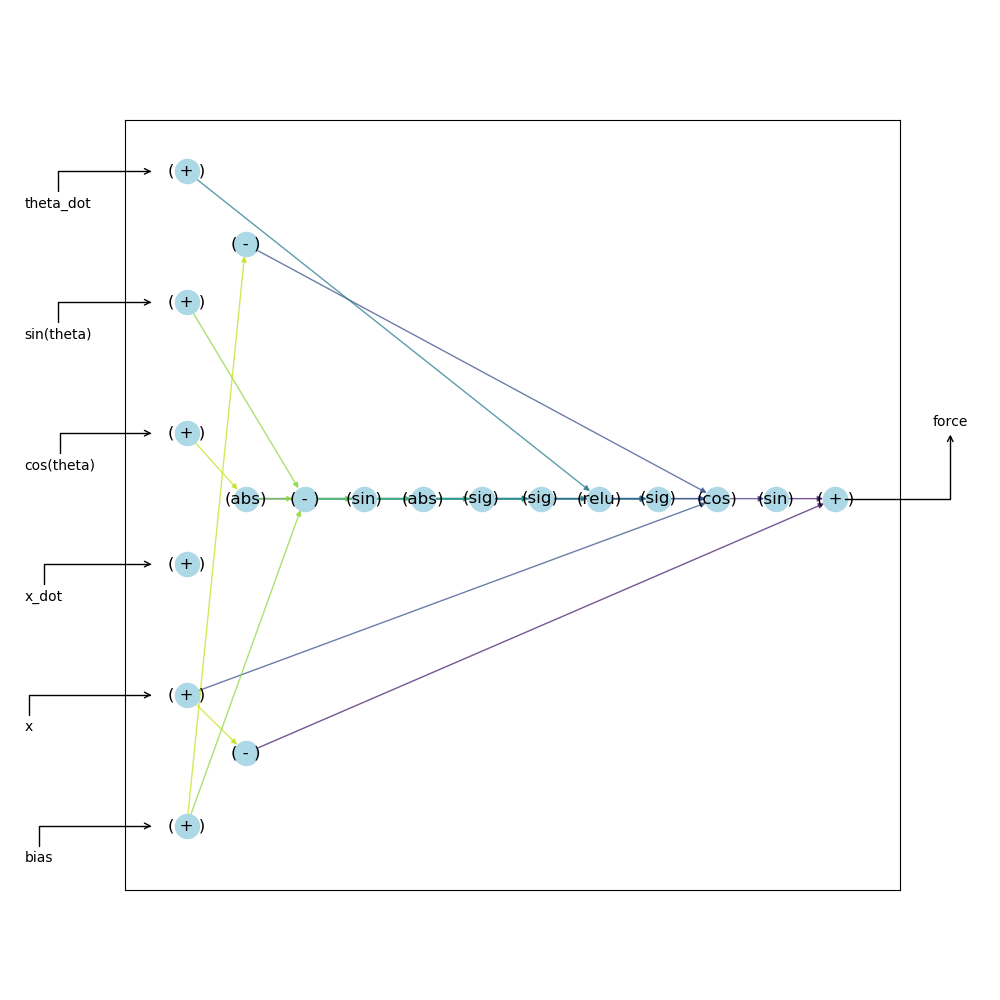 ( + )
theta_dot
( - )
( + )
sin(theta)
force
( + )
cos(theta)
(abs) ( - ) (sin) (abs) (sig) (sig) (relu) (sig) (cos) (sin) ( + )
( + )
x_dot
( + )
x
( - )
( + )
bias